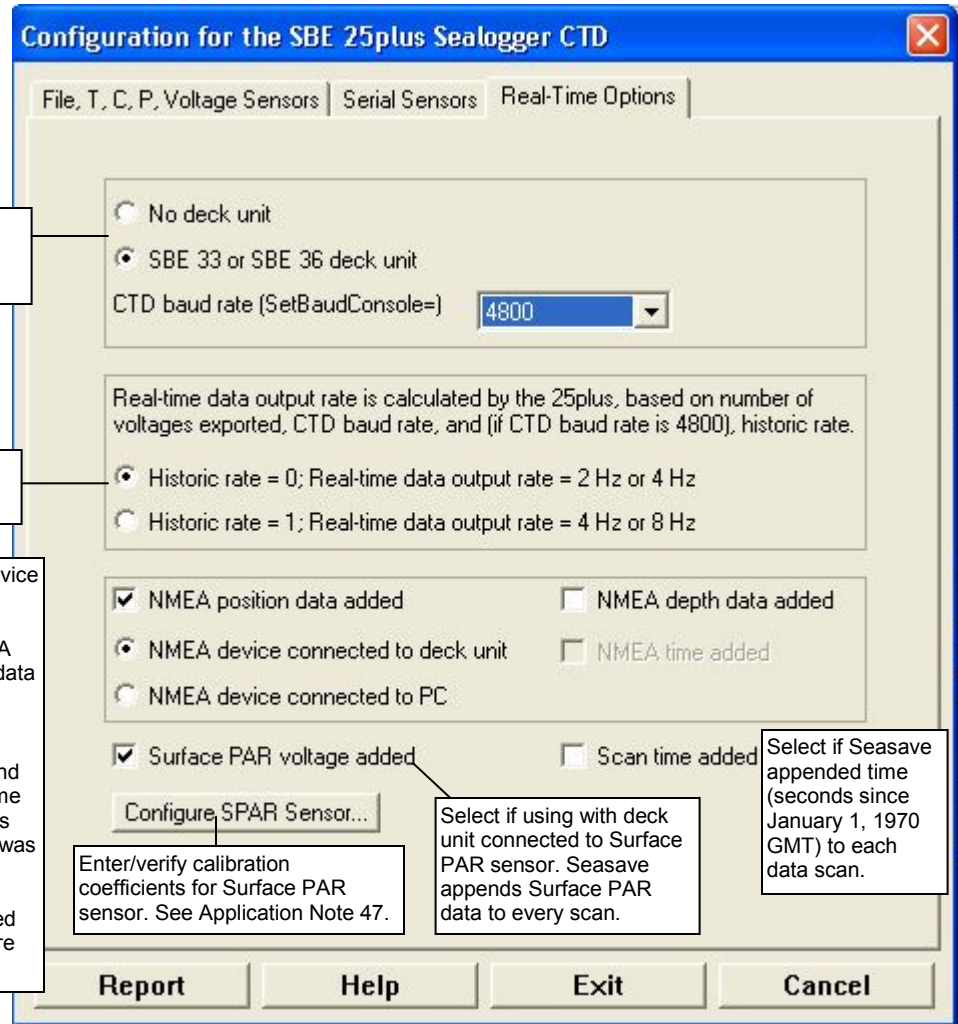 Configuration for the SBE 25plus Sealogger CTD
File, T, C, P, Voltage Sensors
Serial Sensors
Real-Time Options
No deck unit
SBE 33 or SBE 36 deck unit
CTD baud rate (SetBaudConsole=)
4800
Real-time data output rate is calculated by the 25plus, based on number of
voltages exported, CTD baud rate, and (if CTD baud rate is 4800), historic rate.
Historic rate = 0; Real-time data output rate = 2 Hz or 4 Hz
Historic rate = 1; Real-time data output rate = 4 Hz or 8 Hz
NMEA position data added
NMEA depth data added
NMEA device connected to deck unit
NMEA time added
NMEA device connected to PC
Surface PAR voltage added
Scan time added
Configure SPAR Sensor...
Select if Seasave
appended time
(seconds since
January 1, 1970
GMT) to each
data scan.
Select if using with deck
unit connected to Surface
PAR sensor. Seasave
appends Surface PAR
data to every scan.
Enter/verify calibration
coefficients for Surface PAR
sensor. See Application Note 47.
data
was
Report
Help
Exit
Cancel